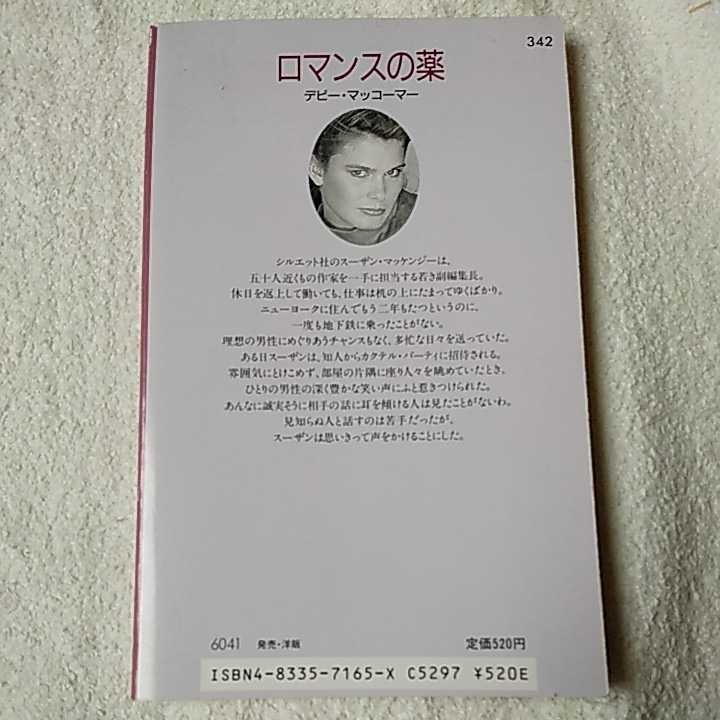 342
ロマンスの薬
デビー・マッコーマー
シルエット社のスーザン・マッケンジーは、
五十人近くもの作家を一手に担当する若き副編集長。
休日を返上して働いても、仕事は机の上にたまってゆくばかり。
ニューヨークに住んでもう二年もたつというのに、
一度も地下鉄に乗ったことがない。
理想の男性にめぐりあうチャンスもなく、多忙な日々を送っていた。
ある日スーザンは、知人からカクテル・パーティに招待される。
雰囲気にとけこめず、部屋の片隅に座り人々を眺めていたとき、
ひとりの男性の深く豊かな笑い声にふと惹きつけられた。
あんなに誠実そうに相手の話に耳を傾ける人は見たことがないわ。
見知らぬ人と話すのは苦手だったが、
スーザンは思いきって声をかけることにした。
6041 発売・洋販 定価520円
ISBN4-8335-7165-X C5297 ¥520E